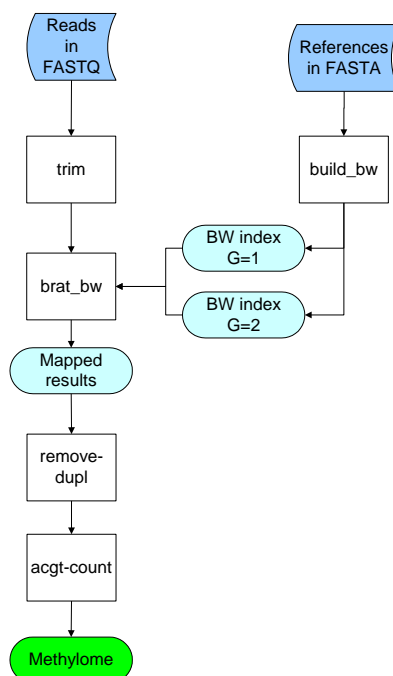 Reads
in
FASTQ
References
in FASTA
trim
build_bw
BW index
G=1
brat_bw
BW index
G=2
Mapped
results
remove-
dupl
acgt-count
Methylome